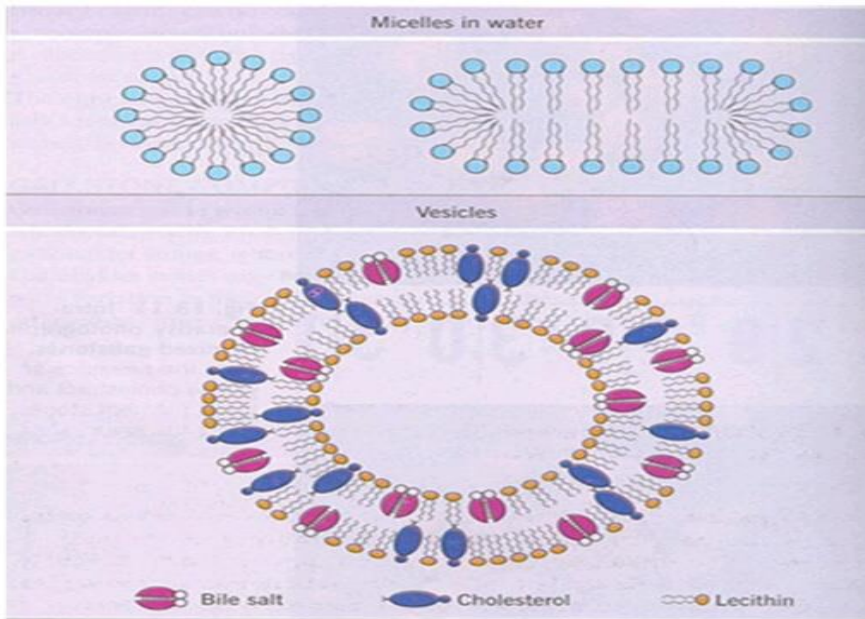 Micelles in water
Vesicles
Bile salt
Cholesterol
Lecithin